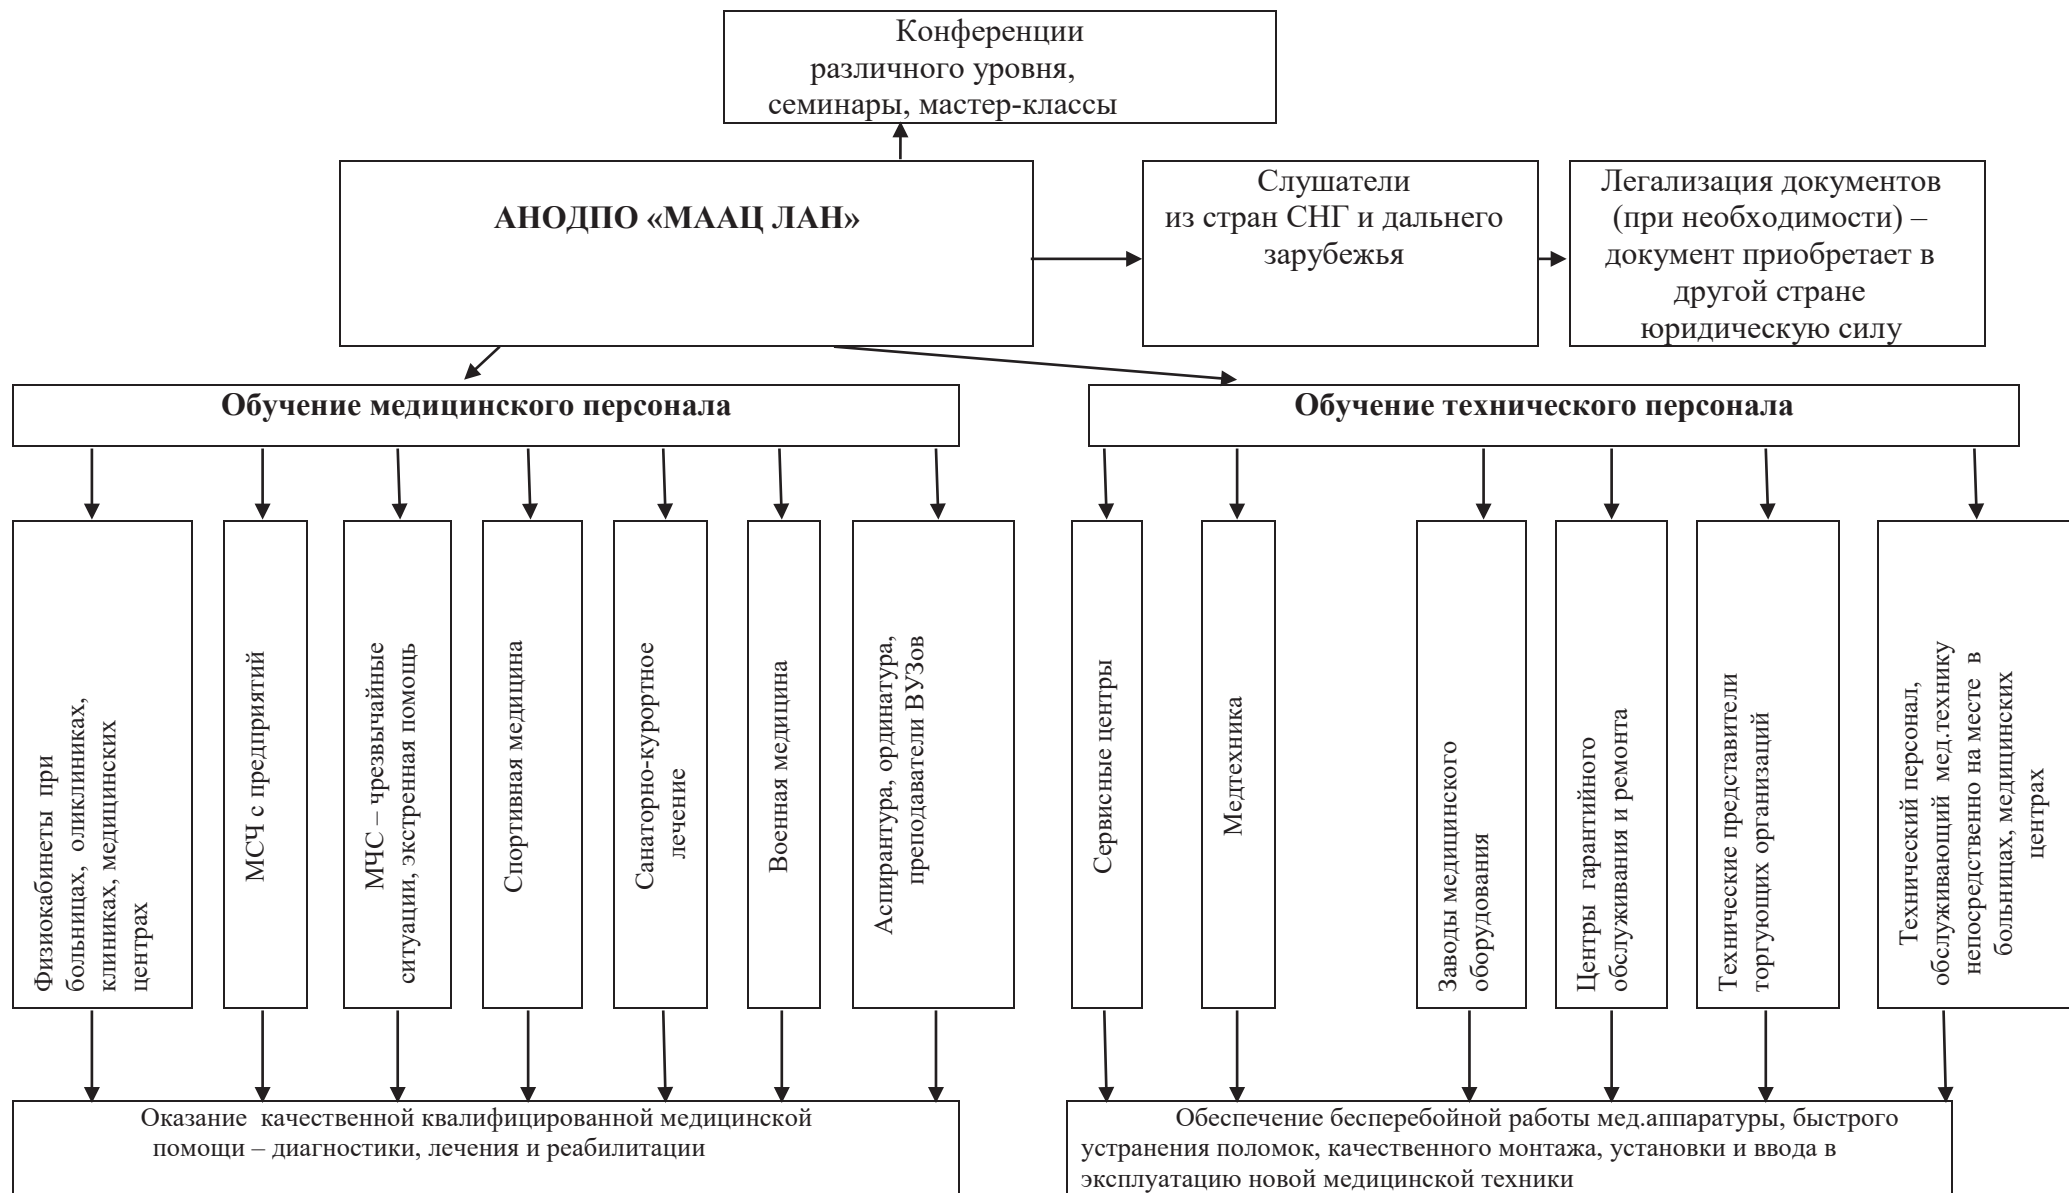 Конференции
различного уровня,
семинары, мастер-классы
АНОДПО «МААЦ ЛАН»
Слушатели
из стран СНГ и дальнего
зарубежья
Легализация документов
(при необходимости) –
документ приобретает в
другой стране
юридическую силу
Обучение медицинского персонала
Обучение технического персонала
Физиокабинеты при
больницах, оликлиниках,
клиниках, медицинских
центрах
МСЧ с предприятий
МЧС – чрезвычайные
ситуации, экстренная помощь
Спортивная медицина
Санаторно-курортное
лечение
Военная медицина
Аспирантура, ординатура,
преподаватели ВУЗов
Сервисные центры
Медтехника
Заводы медицинского
оборудования
Центры гарантийного
обслуживания и ремонта
Технические представители
торгующих организаций
Технический персонал,
обслуживающий мед.технику
непосредственно на месте в
больницах, медицинских
центрах
Оказание качественной квалифицированной медицинской
помощи – диагностики, лечения и реабилитации
Обеспечение бесперебойной работы мед.аппаратуры, быстрого
устранения поломок, качественного монтажа, установки и ввода в
эксплуатацию новой медицинской техники